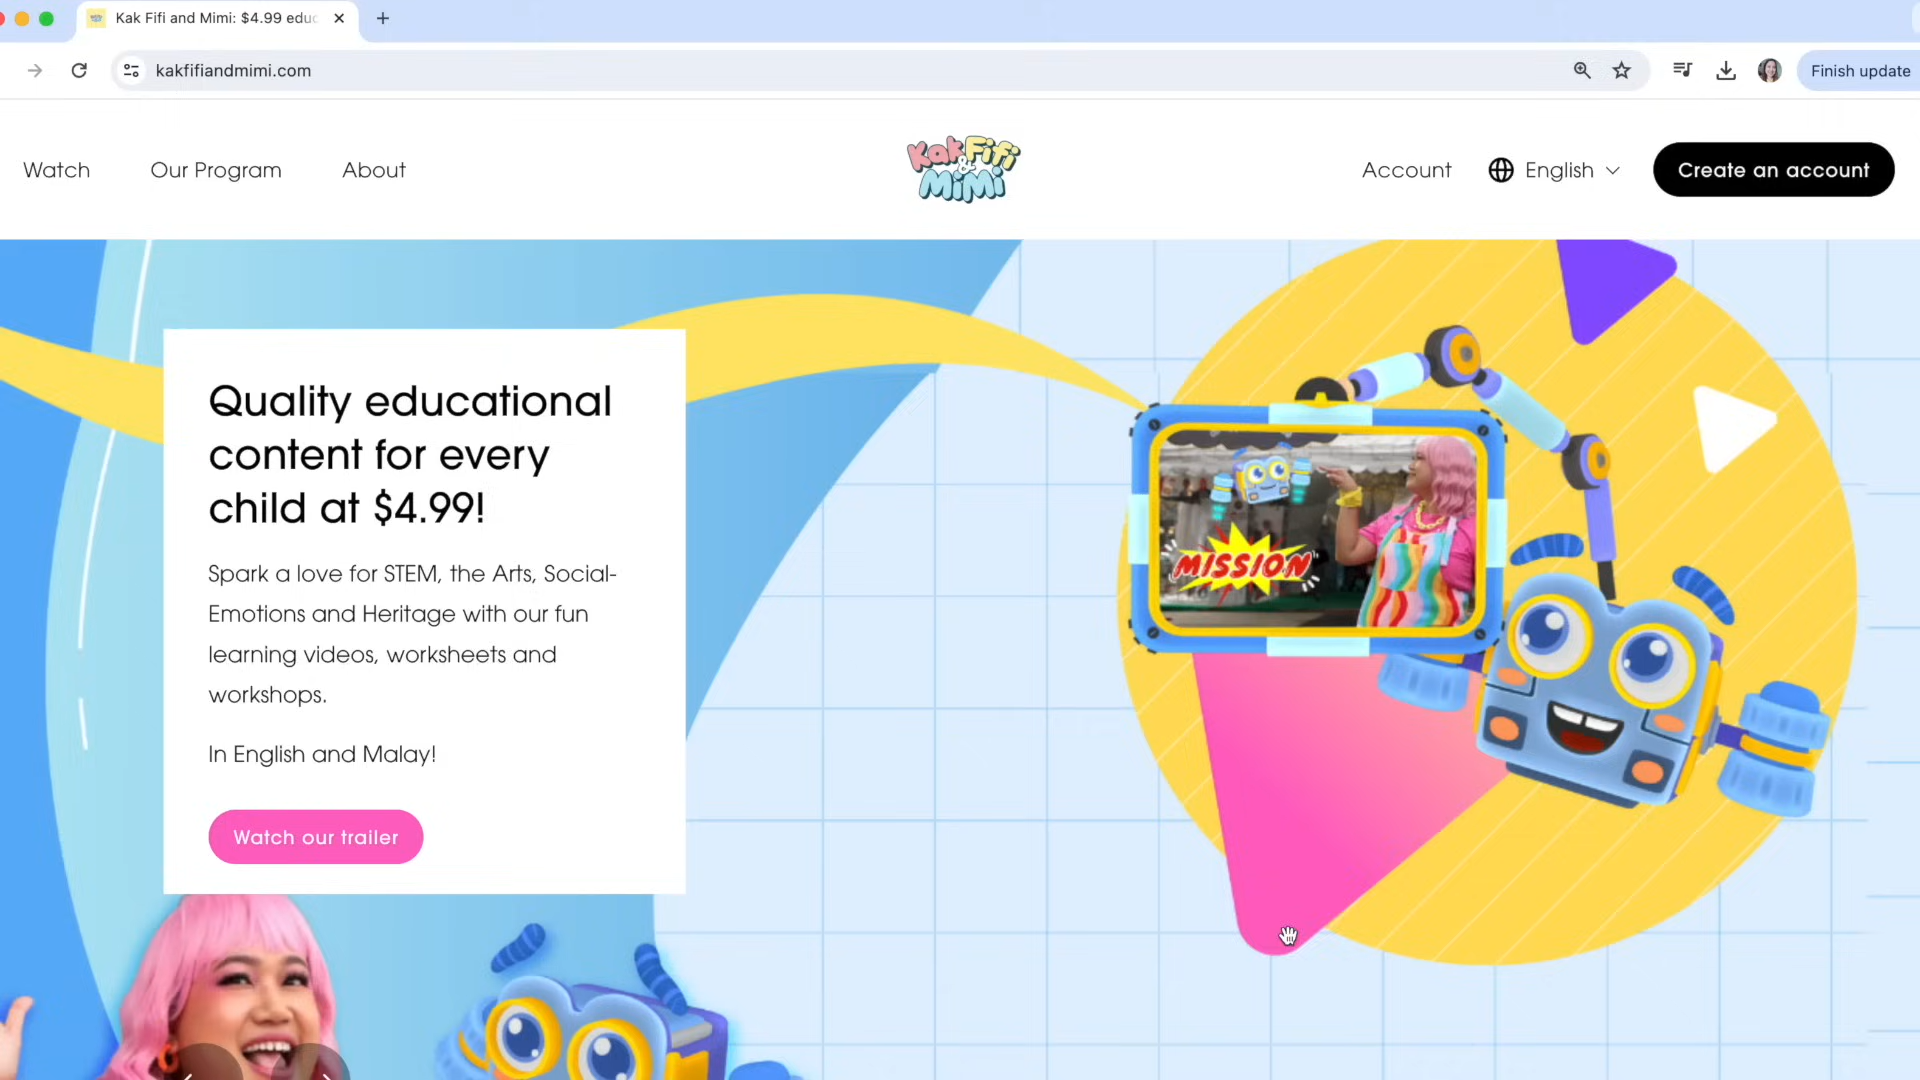 Kak Fifi and Mimi: $4.99 educ
kakfifiandmimi.com
Finish update
Watch
Our Program
About
Kak Fifi
&
MiMi
Account
English
Create an account
Quality educational
content for every
child at $4.99!
Spark a love for STEM, the Arts, Social-
Emotions and Heritage with our fun
learning videos, worksheets and
workshops.
In English and Malay!
Watch our trailer
MISSION